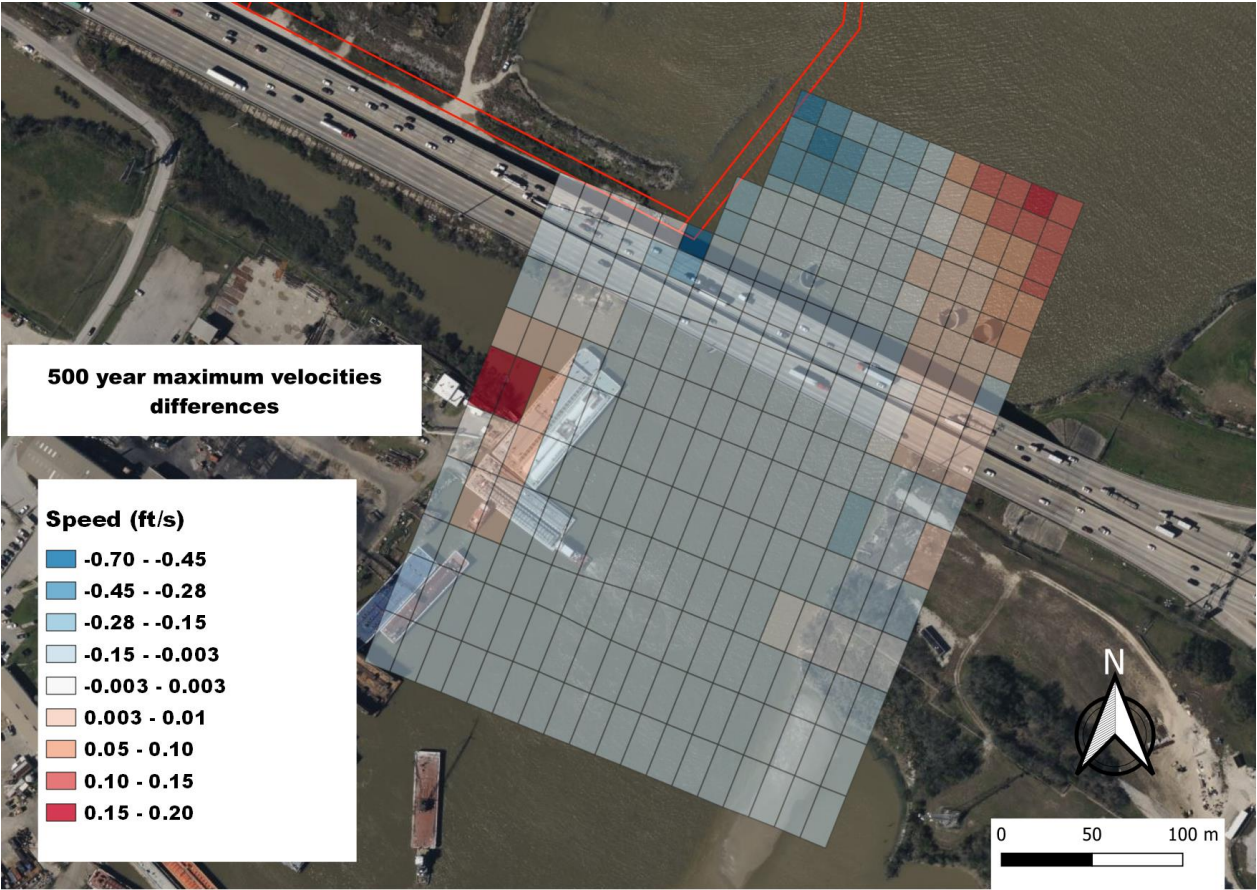 500 year maximum velocities
differences
Speed (ft/s)
-0.70 - -0.45
-0.45 - -0.28
-0.28 - -0.15
-0.15 - -0.003
-0.003 - 0.003
0.003 - 0.01
0.05 - 0.10
0.10 - 0.15
0.15 - 0.20
N
0 50 100 m